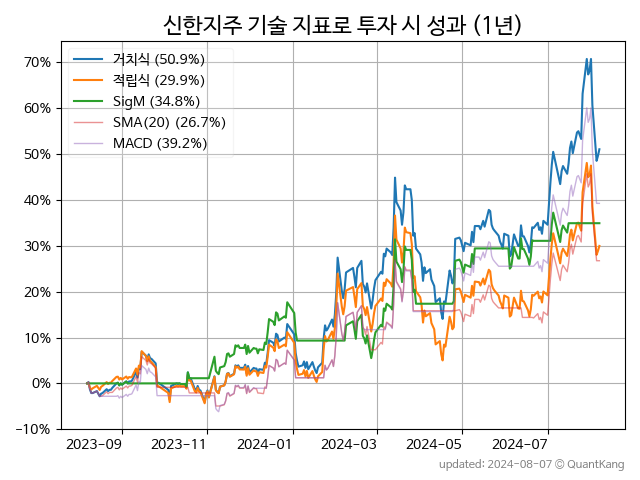 신한지주 기술 지표로 투자 시 성과 (1년)
거치식 (50.9%)
적립식 (29.9%)
SigM (34.8%)
SMA(20) (26.7%)
MACD (39.2%)
70%
60%
50%
40%
30%
20%
10%
0%
−10%
2023-09 2023-11 2024-01 2024-03 2024-05 2024-07
updated: 2024-08-07 © QuantKang